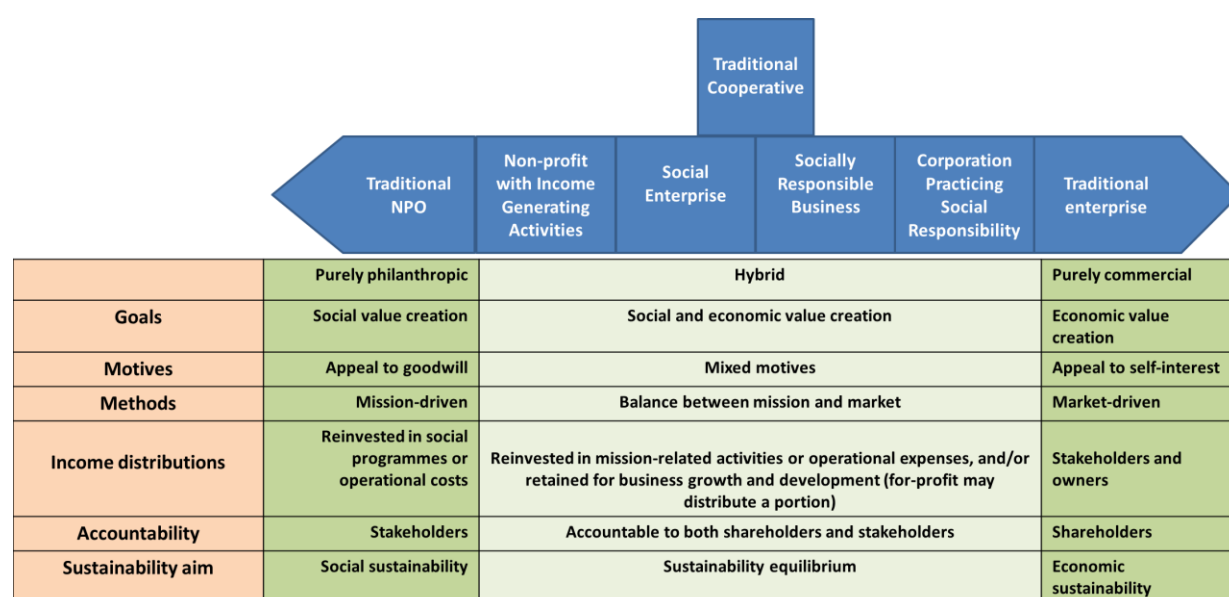 Traditional
Cooperative
Traditional
NPO
Non-profit
with Income
Generating
Activities
Social
Enterprise
Socially
Responsible
Business
Corporation
Practicing
Social
Responsibility
Traditional
enterprise
Purely philanthropic
Hybrid
Purely commercial
Goals
Social value creation
Social and economic value creation
Economic value
creation
Motives
Appeal to goodwill
Mixed motives
Appeal to self-interest
Methods
Mission-driven
Balance between mission and market
Market-driven
Income distributions
Reinvested in social
programmes or
operational costs
Reinvested in mission-related activities or operational expenses, and/or
retained for business growth and development (for-profit may
distribute a portion)
Stakeholders and
owners
Accountability
Stakeholders
Accountable to both shareholders and stakeholders
Shareholders
Sustainability aim
Social sustainability
Sustainability equilibrium
Economic
sustainability